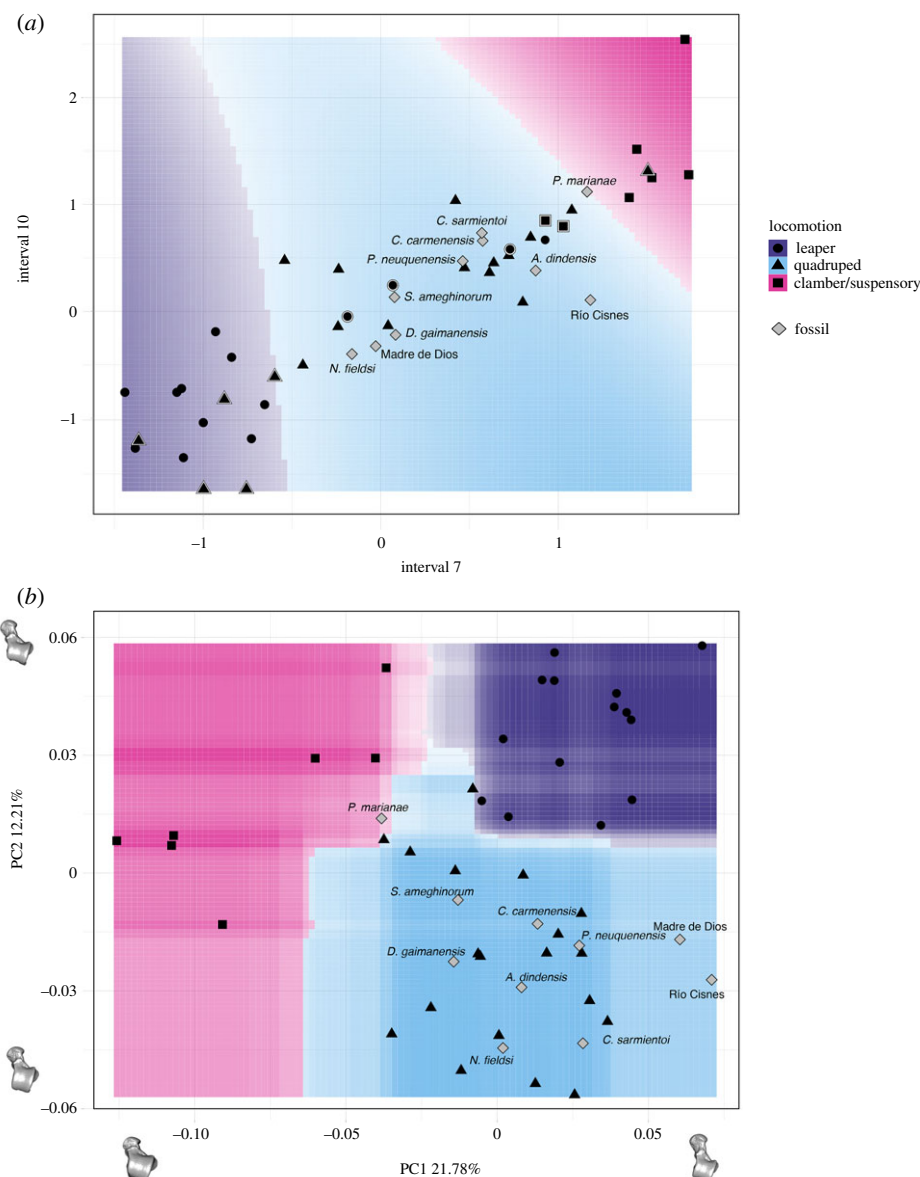 (a)
2
1
0
–1
interval 10
P. marianae
C. sarmientoi
C. carmenensis
P. neuquenensis
A. dindensis
S. ameghinorum
Río Cisnes
D. gaimanensis
Madre de Dios
N. fieldsi
–1
0
1
interval 7
locomotion
leaper
quadruped
clamber/suspensory
fossil
(b)
0.06
0.03
0
–0.03
–0.06
PC2 12.21%
P. marianae
S. ameghinorum
C. carmenensis
Madre de Dios
P. neuquenensis
D. gaimanensis
A. dindensis
Río Cisnes
C. sarmientoi
N. fieldsi
–0.10
–0.05
0
0.05
PC1 21.78%